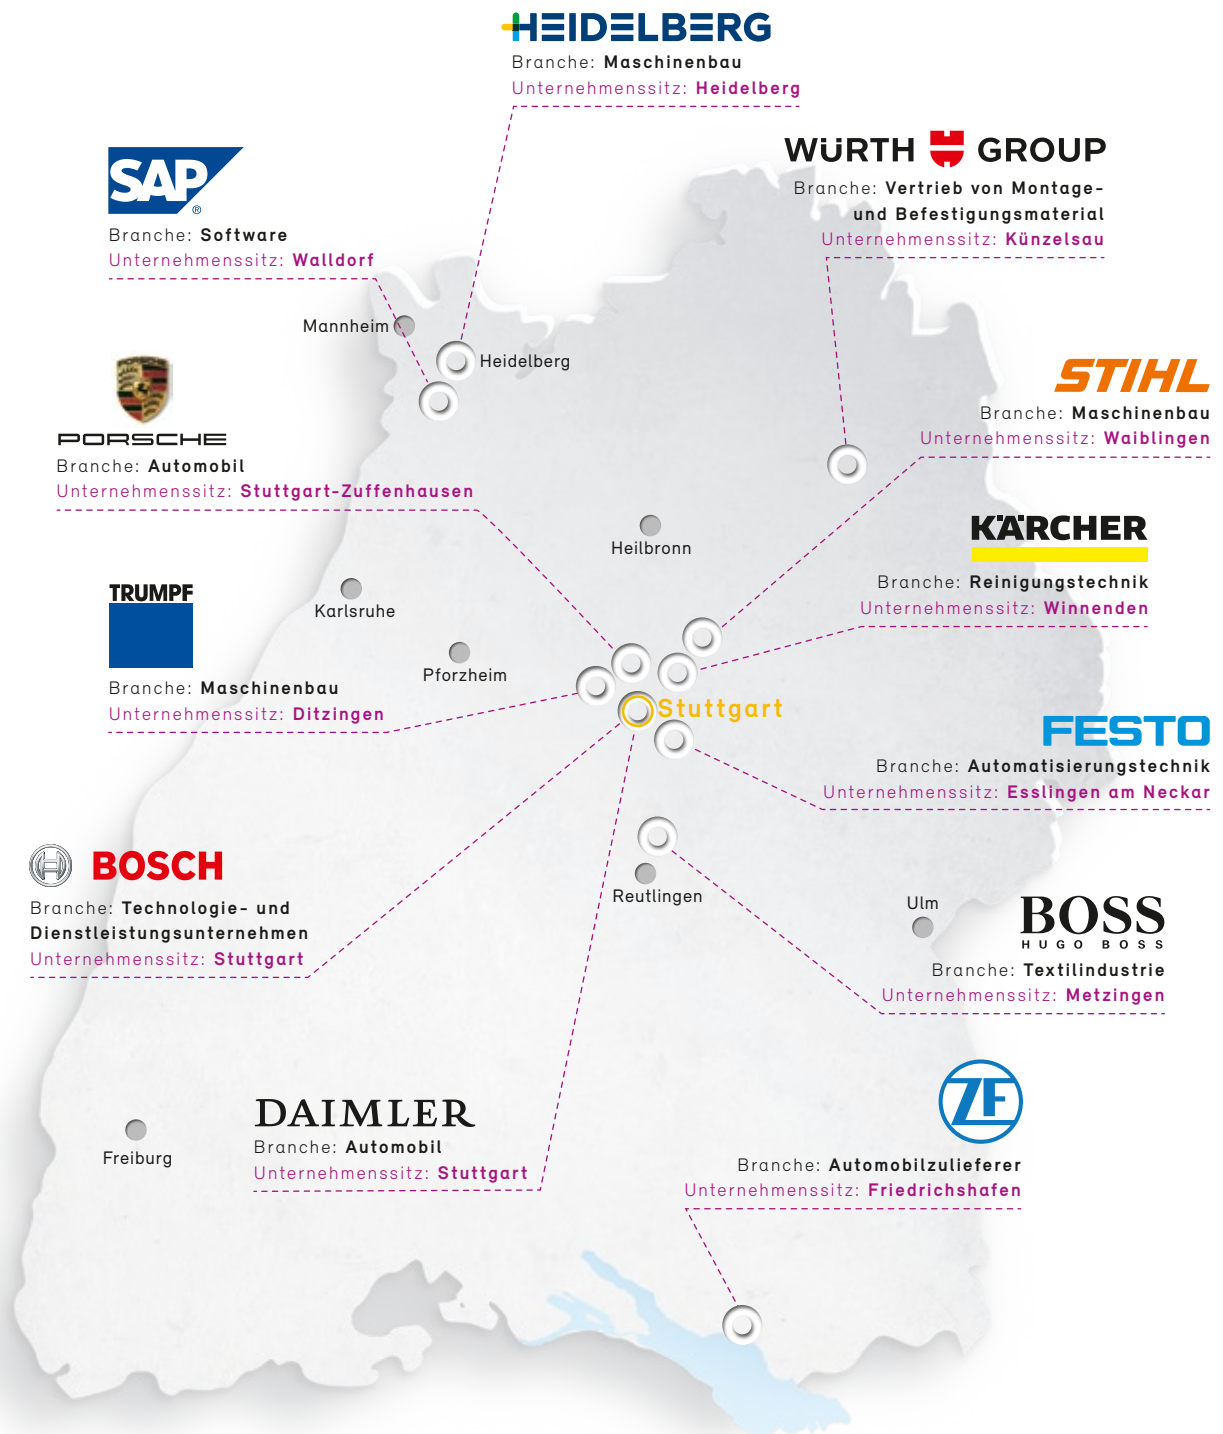 HEIDELBERG
Branche: Maschinenbau
Unternehmenssitz: Heidelberg
SAP
®
Branche: Software
Unternehmenssitz: Walldorf
WÜRTH GROUP
Branche: Vertrieb von Montage-
und Befestigungsmaterial
Unternehmenssitz: Künzelsau
Mannheim
Heidelberg
PORSCHE
Branche: Automobil
Unternehmenssitz: Stuttgart-Zuffenhausen
STIHL
Branche: Maschinenbau
Unternehmenssitz: Waiblingen
Heilbronn
KÄRCHER
Branche: Reinigungstechnik
Unternehmenssitz: Winnenden
Karlsruhe
Pforzheim
TRUMPF
Branche: Maschinenbau
Unternehmenssitz: Ditzingen
Stuttgart
FESTO
Branche: Automatisierungstechnik
Unternehmenssitz: Esslingen am Neckar
BOSCH
Branche: Technologie- und
Dienstleistungsunternehmen
Unternehmenssitz: Stuttgart
Reutlingen
Ulm
BOSS
HUGO BOSS
Branche: Textilindustrie
Unternehmenssitz: Metzingen
Freiburg
DAIMLER
Branche: Automobil
Unternehmenssitz: Stuttgart
ZF
Branche: Automobilzulieferer
Unternehmenssitz: Friedrichshafen